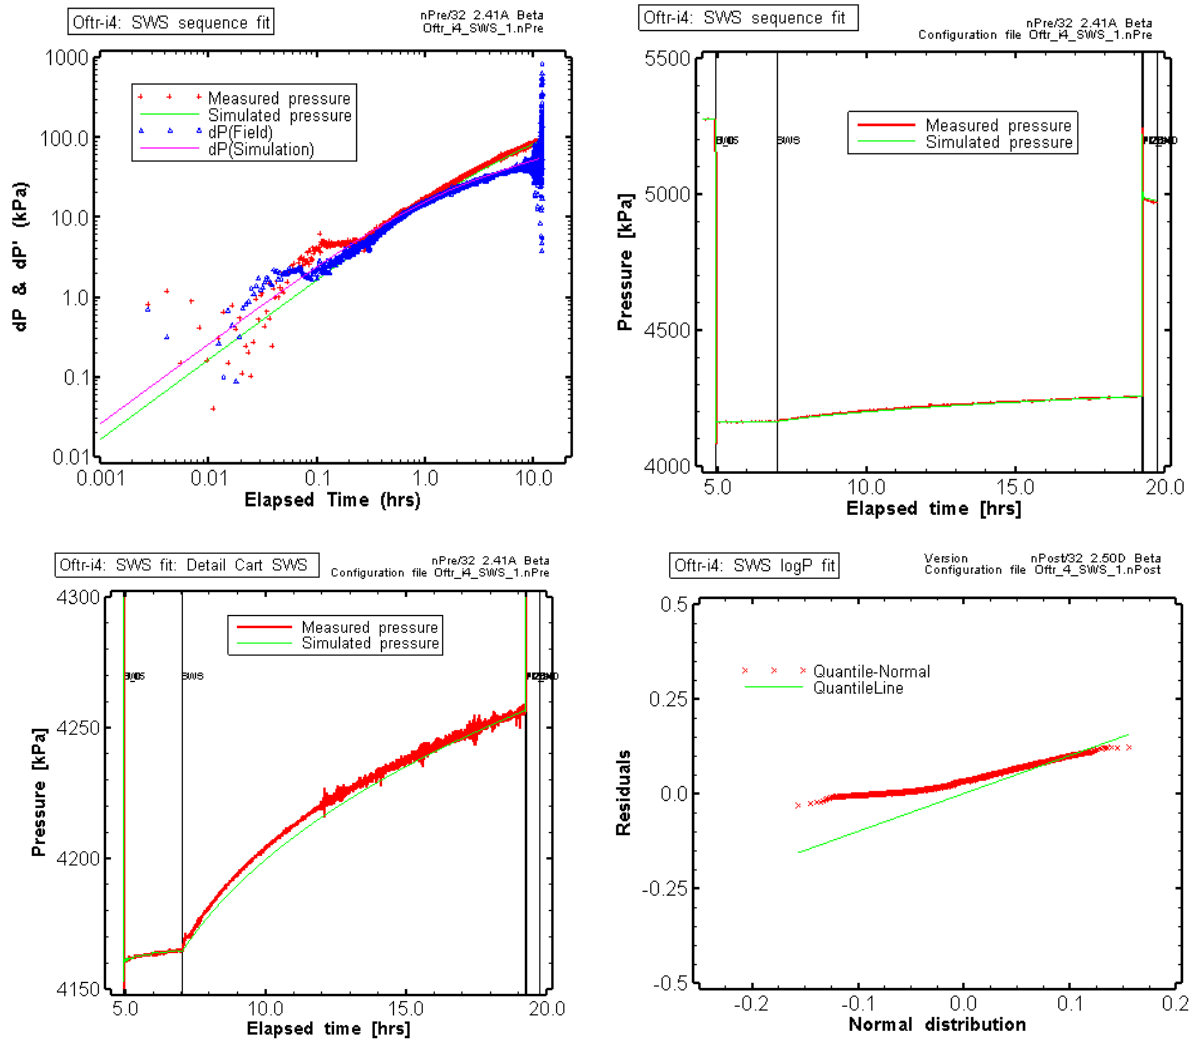 Oftr-i4: SWS sequence fit
nPre/32 2.41A Beta
Oftr_i4_SWS_1.nPre
1000
100.0
10.0
1.0
0.1
0.01
dP & dP' (kPa)
Measured pressure
Simulated pressure
dP(Field)
dP(Simulation)
0.001
0.01
0.1
1.0
10.0
Elapsed Time (hrs)
Oftr-i4: SWS sequence fit
nPre/32 2.41A Beta
Configuration file Oftr_i4_SWS_1.nPre
5500
5000
4500
4000
Pressure [kPa]
Measured pressure
Simulated pressure
SWS
5.0
10.0
15.0
20.0
Elapsed time [hrs]
Oftr-i4: SWS fit: Detail Cart SWS
nPre/32 2.41A Beta
Configuration file Oftr_i4_SWS_1.nPre
4300
4250
4200
4150
Pressure [kPa]
Measured pressure
Simulated pressure
SWS
5.0
10.0
15.0
20.0
Elapsed time [hrs]
Oftr-i4: SWS logP fit
Version nPost/32 2.50D Beta
Configuration file Oftr_4_SWS_1.nPost
0.5
0.25
0.0
-0.25
-0.5
Residuals
Quantile-Normal
QuantileLine
-0.2
-0.1
0.0
0.1
0.2
Normal distribution